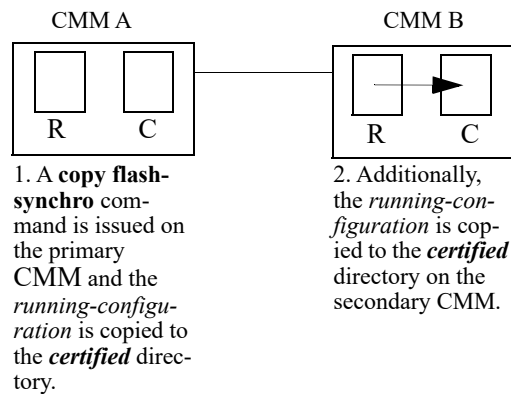 CMM A
CMM B
R
C
R
C
1. A copy flash-
synchro com-
mand is issued on
the primary
CMM and the
running-configu-
ration is copied to
the certified direc-
tory.
2. Additionally,
the running-con-
figuration is cop-
ied to the certified
directory on the
secondary CMM.